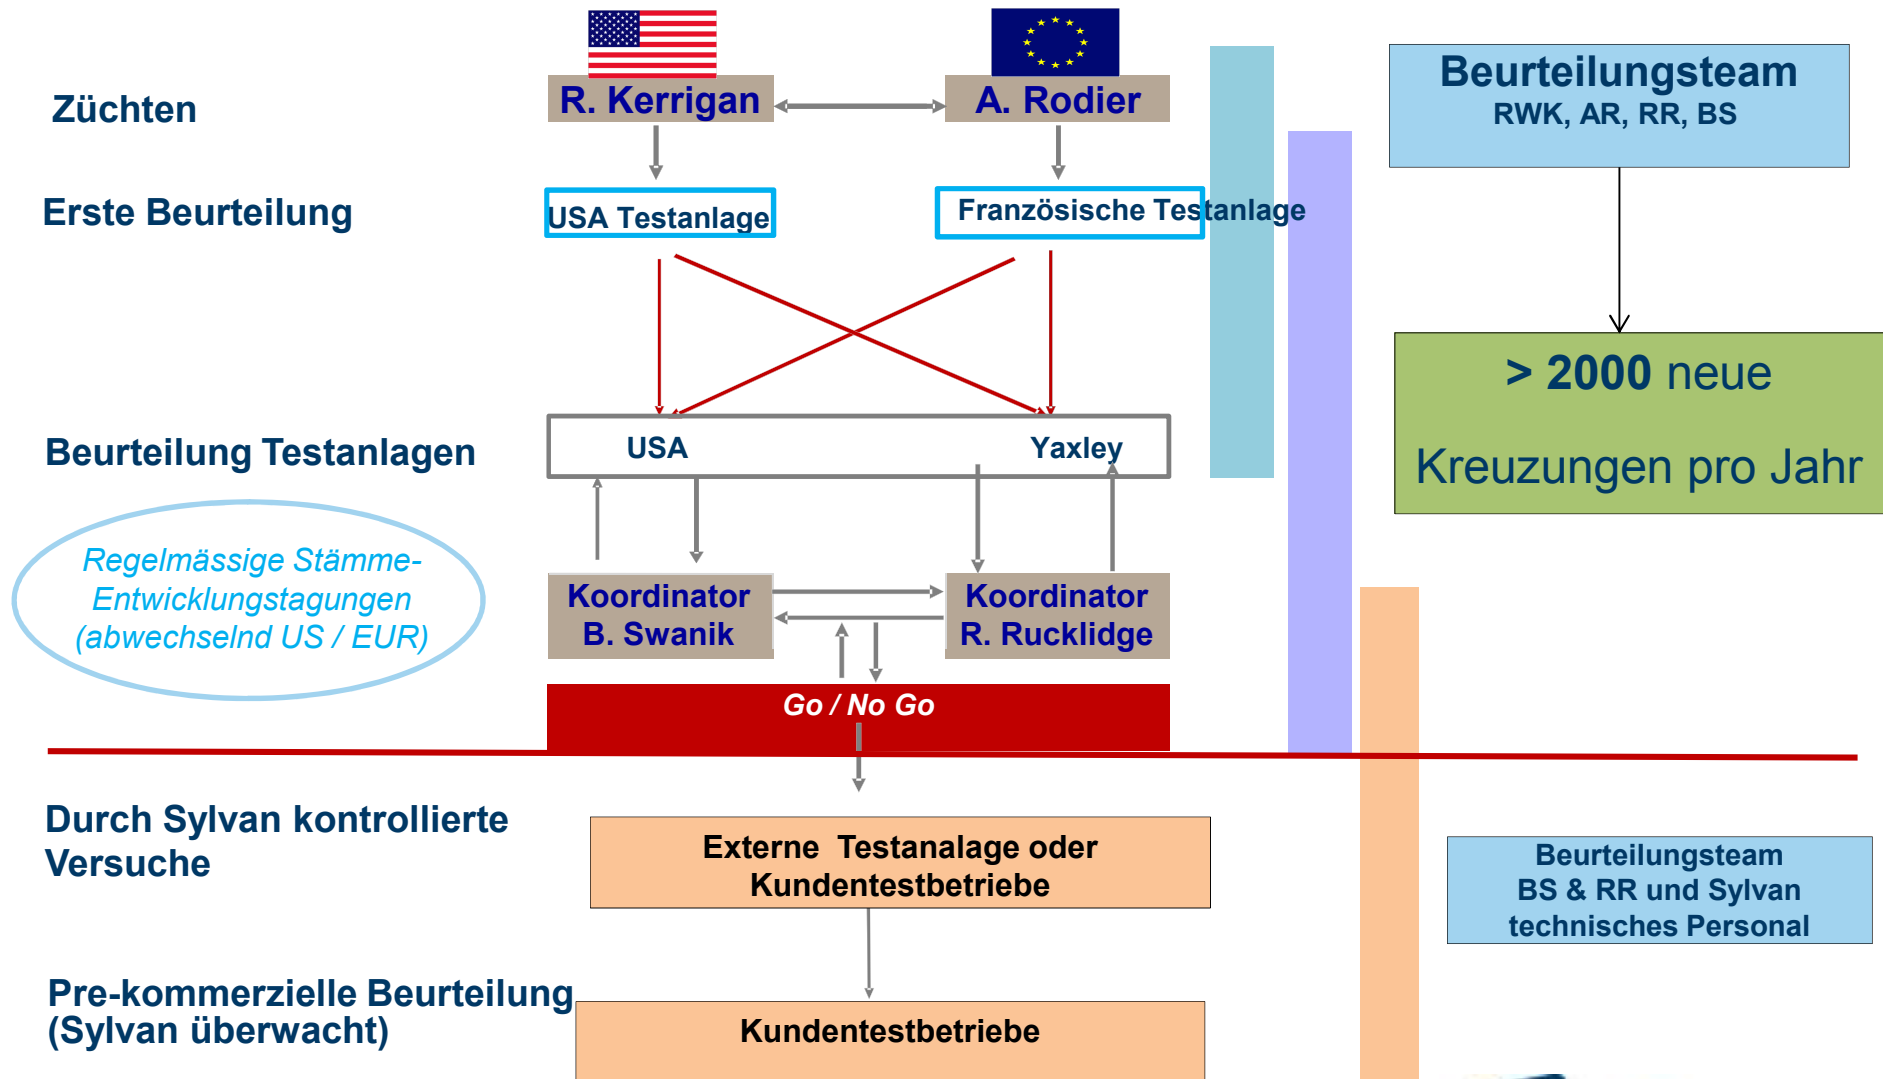 Züchten
R. Kerrigan
A. Rodier
Beurteilungsteam
RWK, AR, RR, BS
Erste Beurteilung
USA Testanlage
Französische Testanlage
> 2000 neue
Kreuzungen pro Jahr
Beurteilung Testanlagen
USA
Yaxley
Regelmässige Stämme-
Entwicklungstagungen
(abwechselnd US / EUR)
Koordinator
B. Swanik
Koordinator
R. Rucklidge
Go / No Go
Durch Sylvan kontrollierte
Versuche
Externe Testanalage oder
Kundentestbetriebe
Beurteilungsteam
BS & RR und Sylvan
technisches Personal
Pre-kommerzielle Beurteilung
(Sylvan überwacht)
Kundentestbetriebe